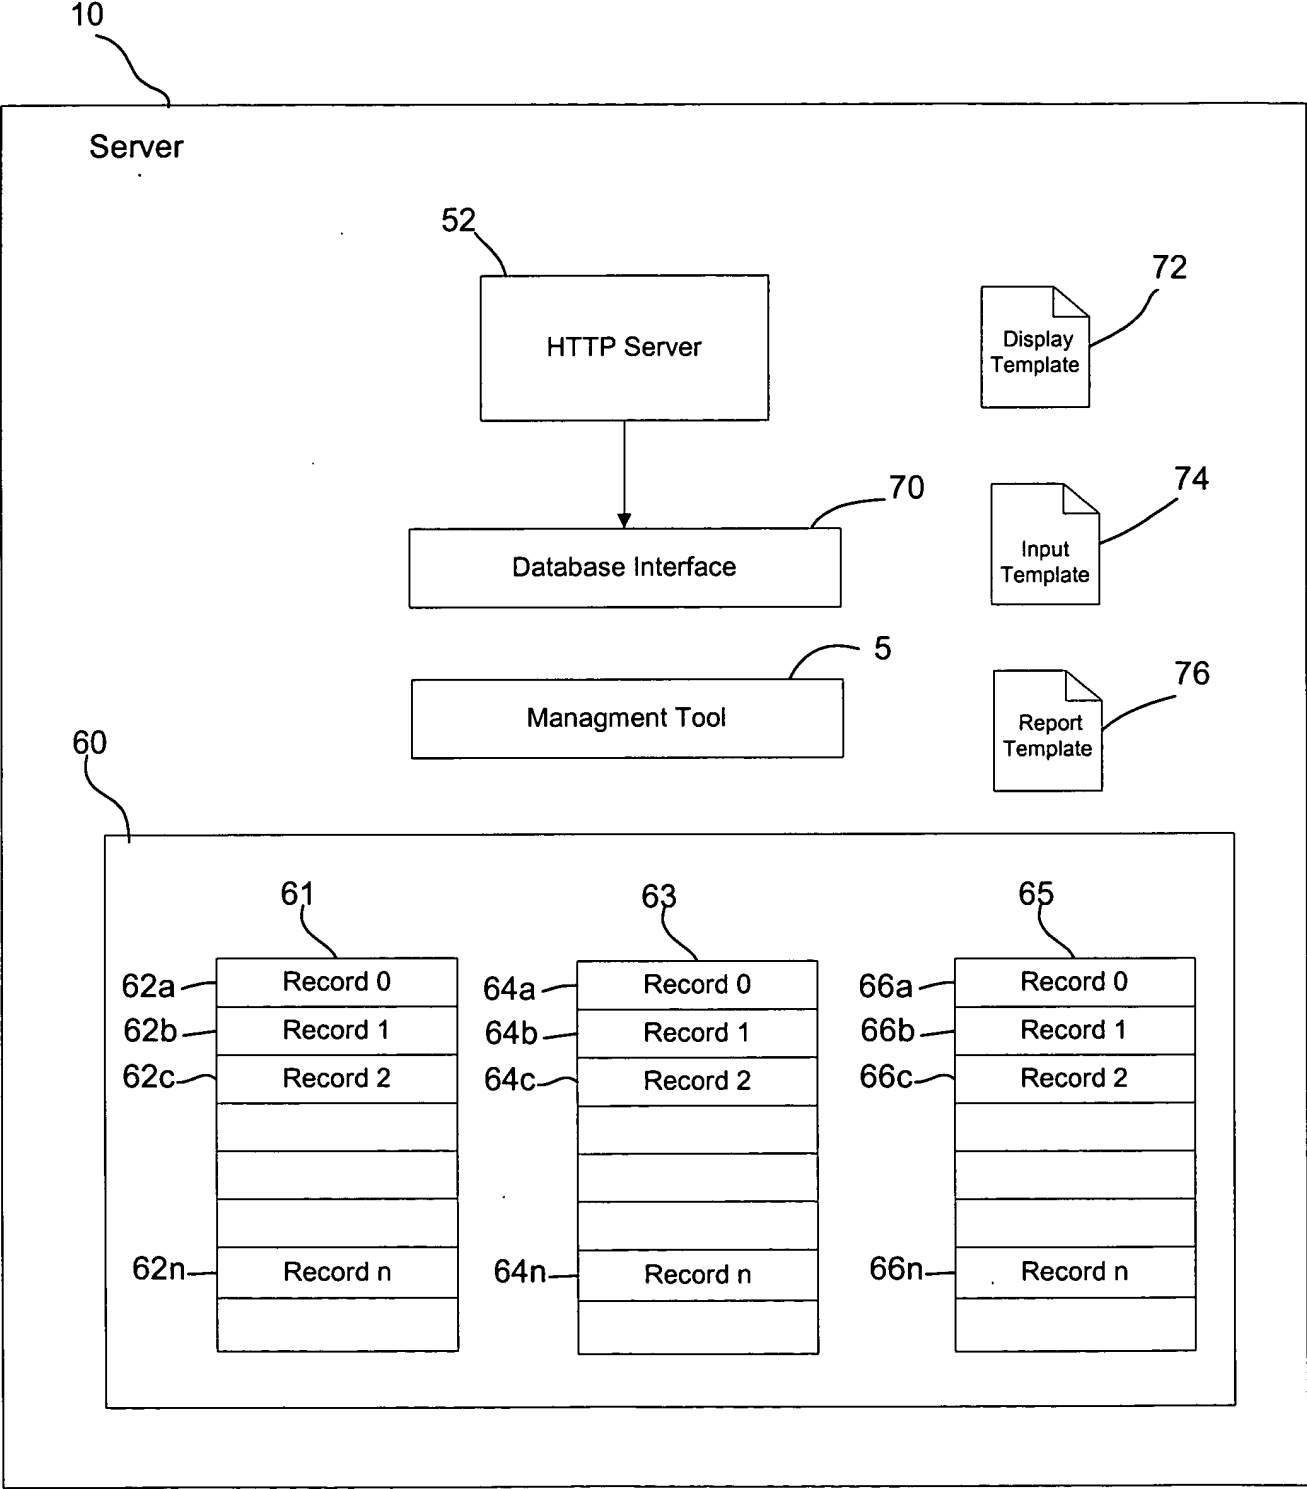 10
Server
52
HTTP Server
72
Display
Template
70
Database Interface
74
Input
Template
5
Managment Tool
76
Report
Template
60
61
63
65
62a
Record 0
64a
Record 0
66a
Record 0
62b
Record 1
64b
Record 1
66b
Record 1
62c
Record 2
64c
Record 2
66c
Record 2
62n
Record n
64n
Record n
66n
Record n